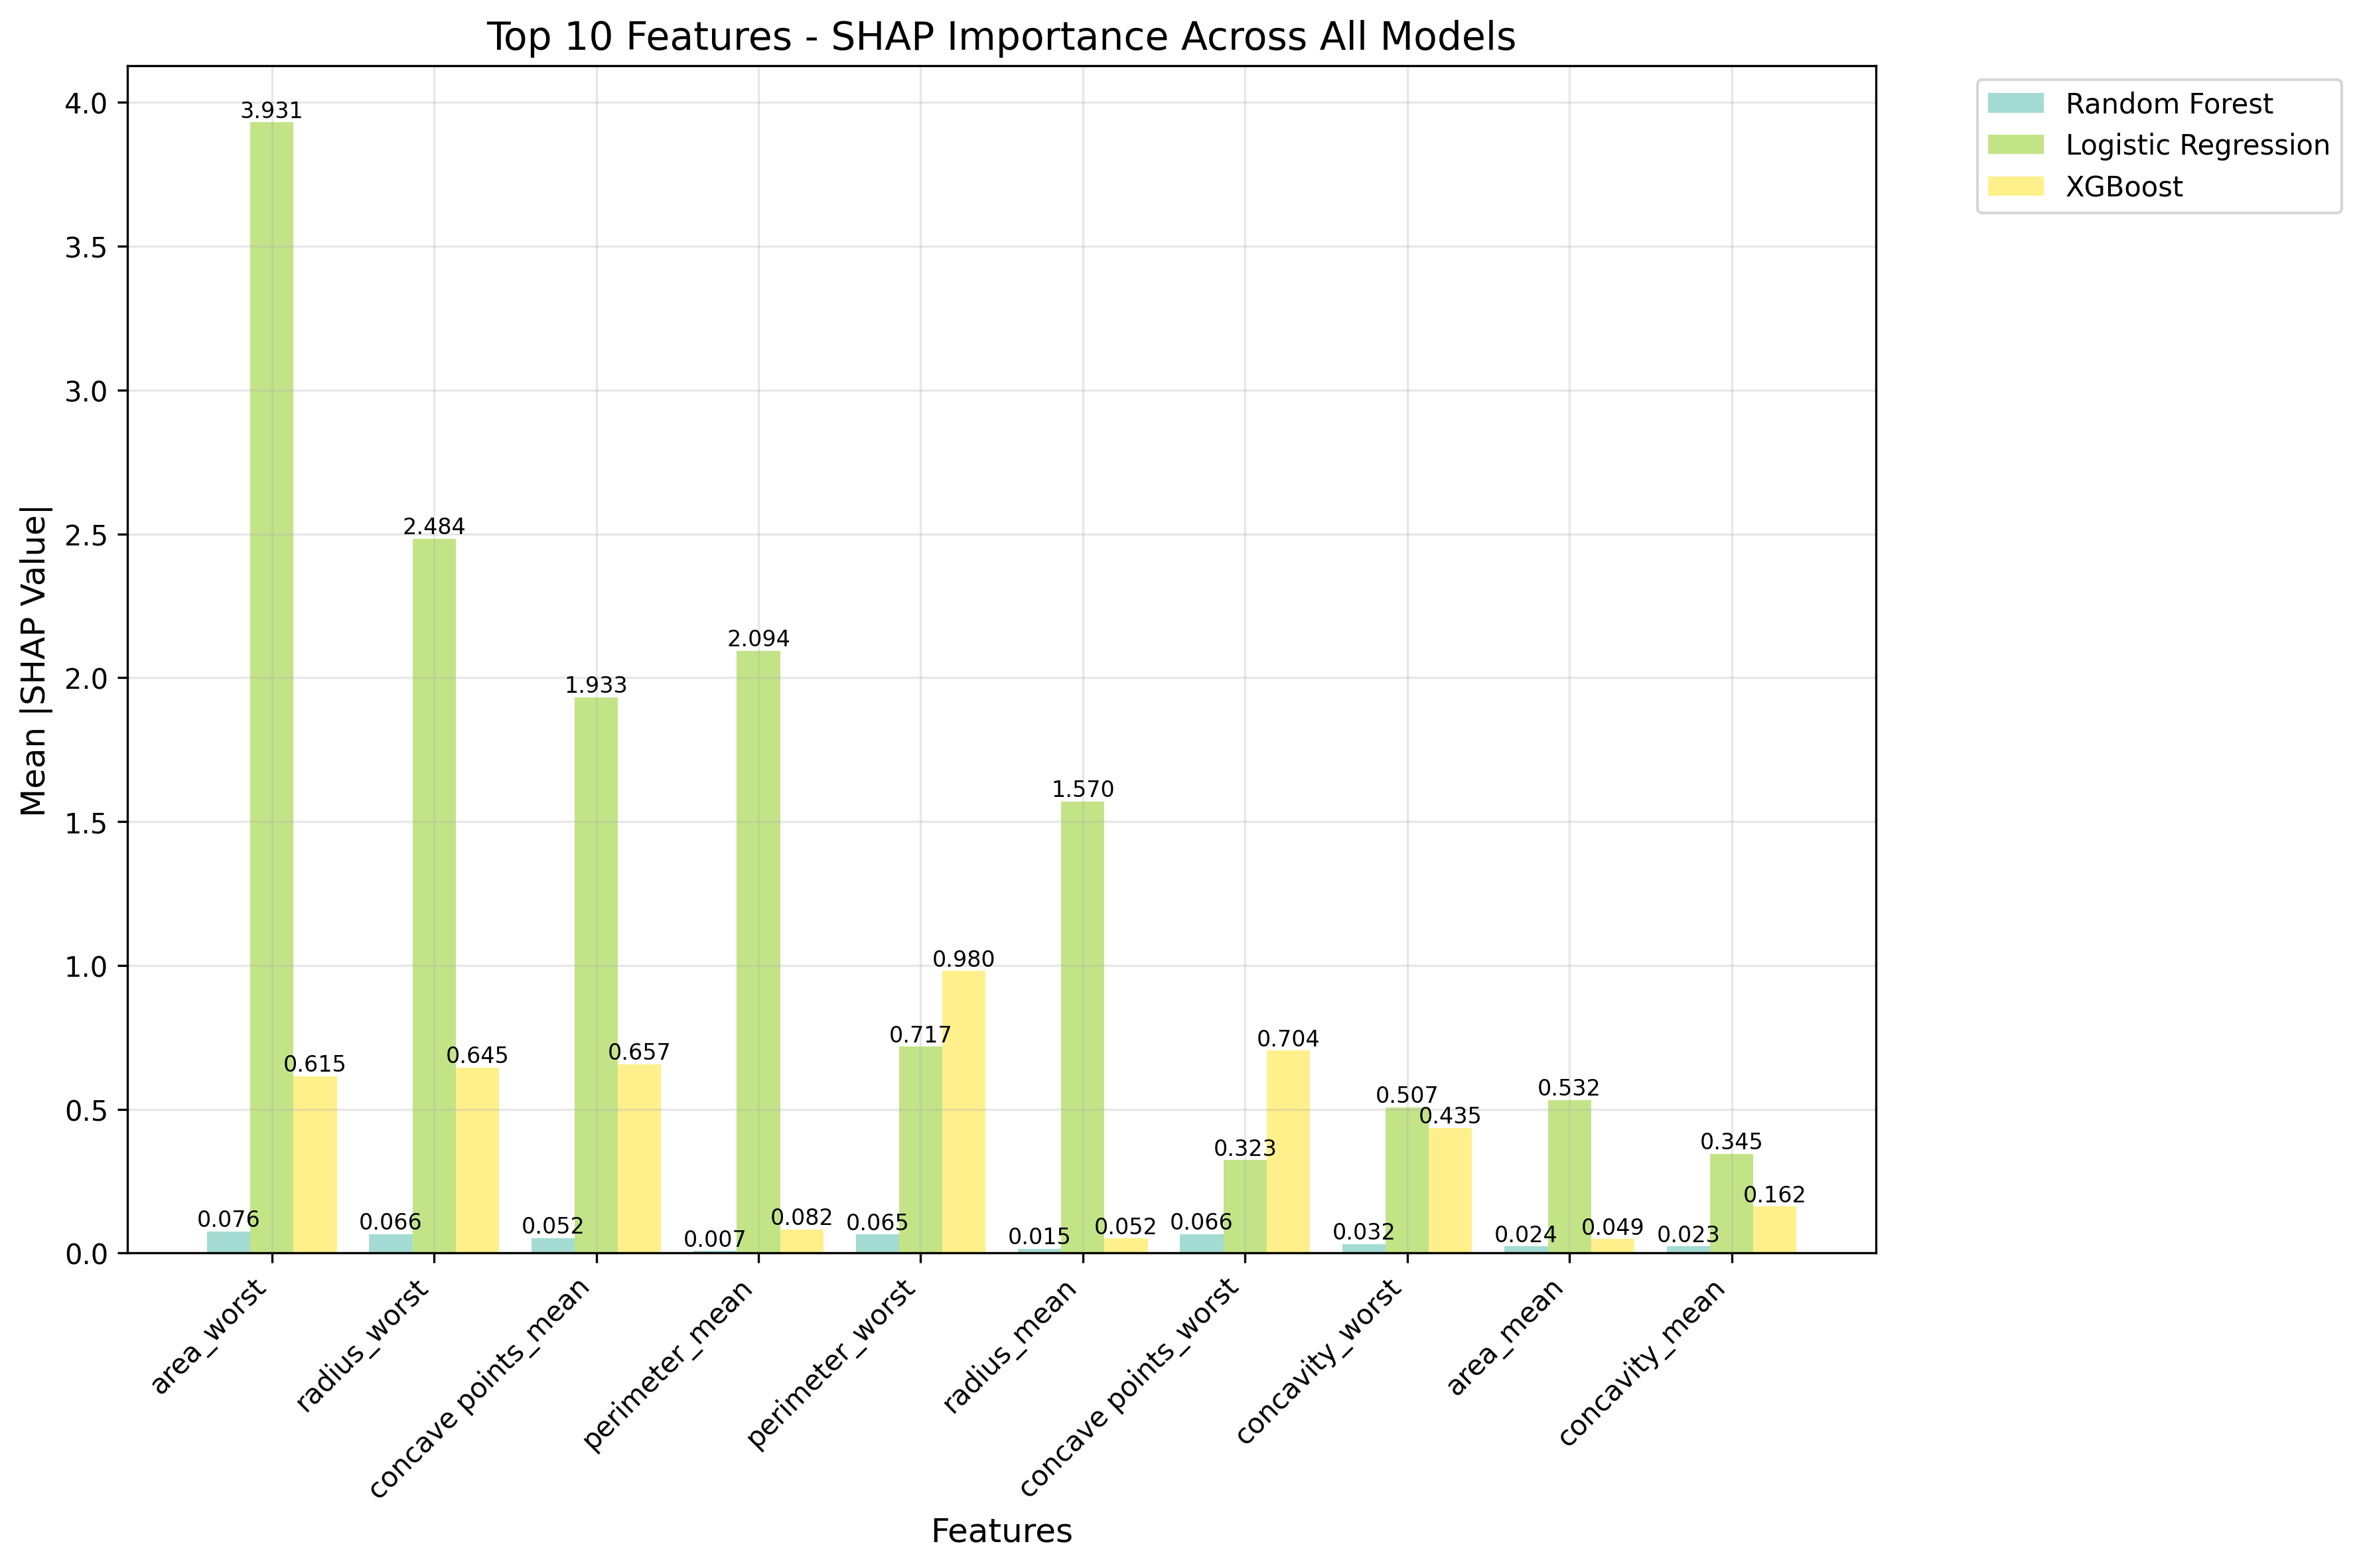 Top 10 Features - SHAP Importance Across All Models
Random Forest
Logistic Regression
XGBoost
Mean |SHAP Value|
4.0
3.5
3.0
2.5
2.0
1.5
1.0
0.5
0.0
0.076
3.931
0.615
0.066
2.484
0.645
0.052
1.933
0.657
0.007
2.094
0.082
0.065
0.717
0.980
0.015
1.570
0.052
0.066
0.323
0.704
0.032
0.507
0.435
0.024
0.532
0.049
0.023
0.345
0.162
area_worst
radius_worst
concave points_mean
perimeter_mean
perimeter_worst
radius_mean
concave points_worst
concavity_worst
area_mean
concavity_mean
Features